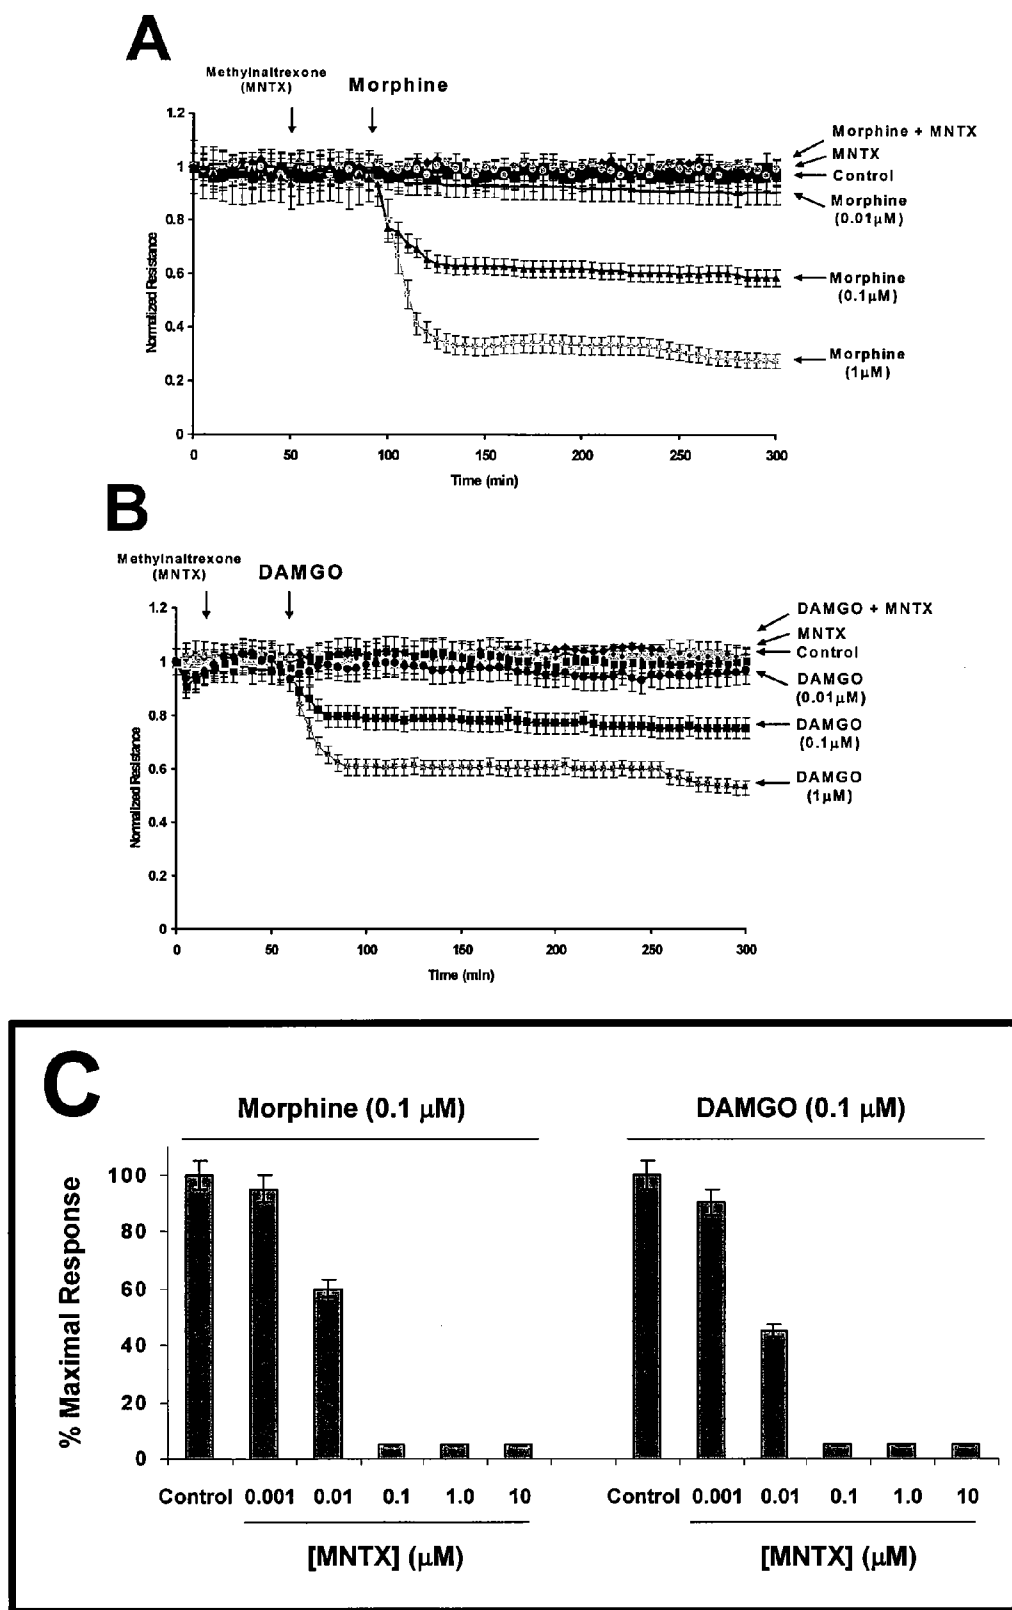 A
Methylnaltrexone
(MNTX)
Morphine
1.2
1
0.8
0.6
0.4
0.2
0
Normalized Resistance
0 50 100 150 200 250 300
Time (min)
Morphine + MNTX
MNTX
Control
Morphine
(0.01µM)
Morphine
(0.1µM)
Morphine
(1µM)
B
Methylnaltrexone
(MNTX)
DAMGO
1.2
1
0.8
0.6
0.4
0.2
0
Normalized Resistance
0 50 100 150 200 250 300
Time (min)
DAMGO + MNTX
MNTX
Control
DAMGO
(0.01µM)
DAMGO
(0.1µM)
DAMGO
(1µM)
C
Morphine (0.1 µM) DAMGO (0.1 µM)
% Maximal Response
100
80
60
40
20
0
Control 0.001 0.01 0.1 1.0 10 Control 0.001 0.01 0.1 1.0 10
[MNTX] (µM) [MNTX] (µM)